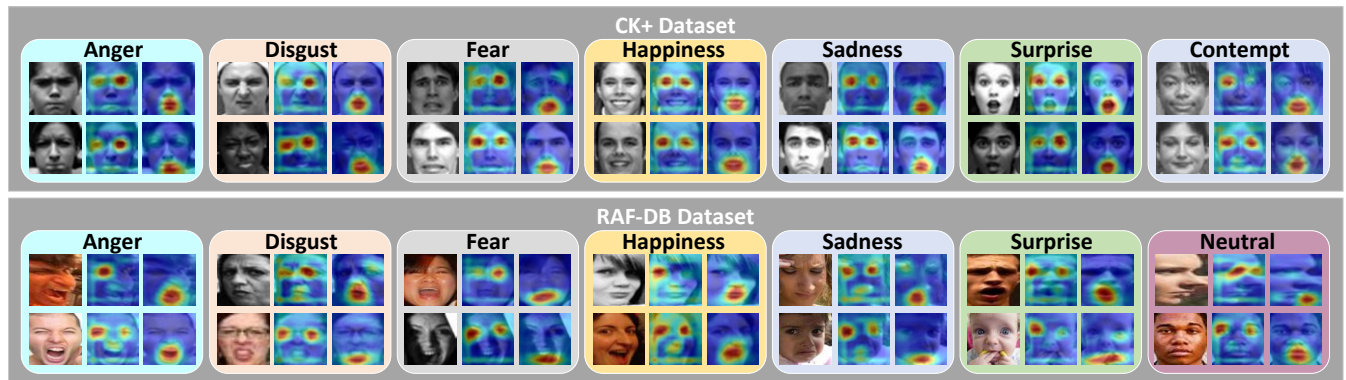 CK+ Dataset
Anger Disgust Fear Happiness Sadness Surprise Contempt
RAF-DB Dataset
Anger Disgust Fear Happiness Sadness Surprise Neutral